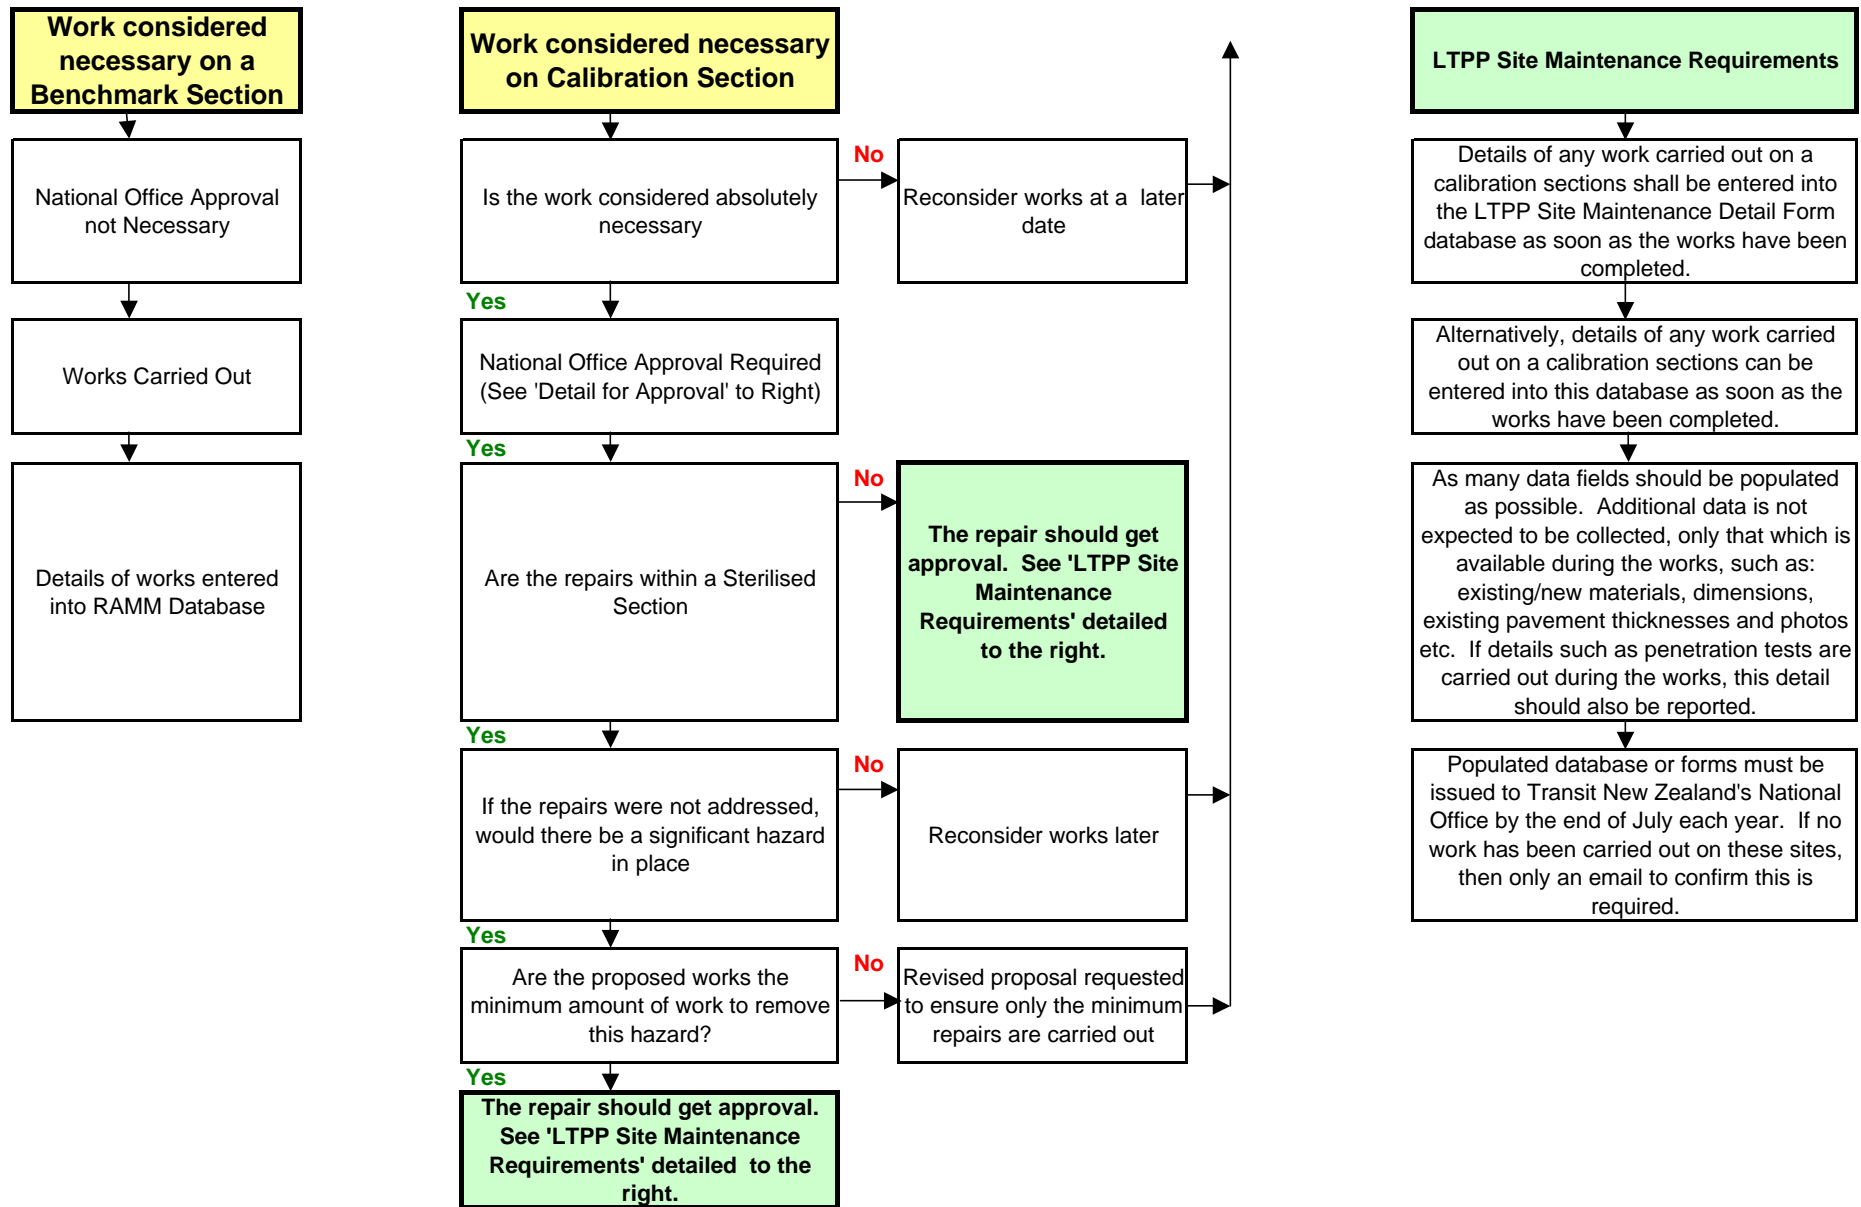 Work considered
necessary on a
Benchmark Section
National Office Approval
not Necessary
Works Carried Out
Details of works entered
into RAMM Database
Work considered necessary
on Calibration Section
Is the work considered absolutely
necessary
No
Reconsider works at a  later
date
Yes
National Office Approval Required
(See 'Detail for Approval' to Right)
Yes
Are the repairs within a Sterilised
Section
No
The repair should get
approval.  See 'LTPP Site
Maintenance
Requirements' detailed
to the right.
Yes
If the repairs were not addressed,
would there be a significant hazard
in place
No
Reconsider works later
Yes
Are the proposed works the
minimum amount of work to remove
this hazard?
No
Revised proposal requested
to ensure only the minimum
repairs are carried out
Yes
The repair should get approval.
See 'LTPP Site Maintenance
Requirements' detailed  to the
right.
LTPP Site Maintenance Requirements
Details of any work carried out on a
calibration sections shall be entered into
the LTPP Site Maintenance Detail Form
database as soon as the works have been
completed.
Alternatively, details of any work carried
out on a calibration sections can be
entered into this database as soon as the
works have been completed.
As many data fields should be populated
as possible.  Additional data is not
expected to be collected, only that which is
available during the works, such as:
existing/new materials, dimensions,
existing pavement thicknesses and photos
etc.  If details such as penetration tests are
carried out during the works, this detail
should also be reported.
Populated database or forms must be
issued to Transit New Zealand's National
Office by the end of July each year.  If no
work has been carried out on these sites,
then only an email to confirm this is
required.